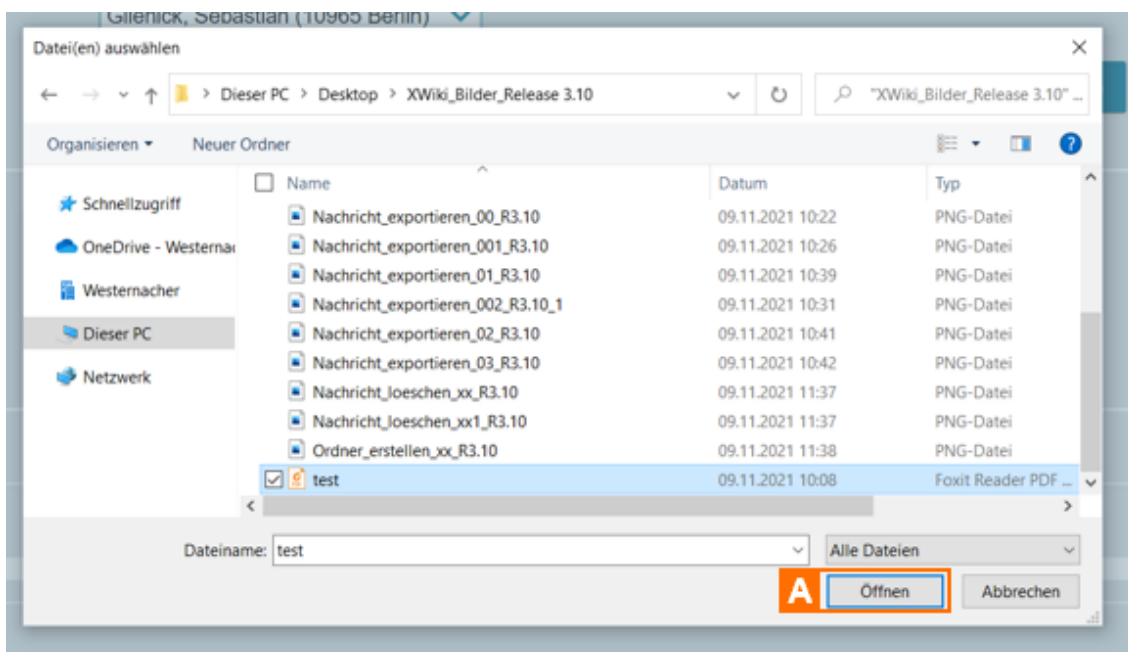 Gilenick, Sebastian (10965 Berlin)
Datei(en) auswählen
Dieser PC > Desktop > XWiki_Bilder_Release 3.10
"XWiki_Bilder_Release 3.10" ...
Organisieren Neuer Ordner
Name Datum Typ
Schnellzugriff
OneDrive - Westernac
Westernacher
Dieser PC
Netzwerk
Nachricht_exportieren_00_R3.10 09.11.2021 10:22 PNG-Datei
Nachricht_exportieren_001_R3.10 09.11.2021 10:26 PNG-Datei
Nachricht_exportieren_01_R3.10 09.11.2021 10:39 PNG-Datei
Nachricht_exportieren_002_R3.10_1 09.11.2021 10:31 PNG-Datei
Nachricht_exportieren_02_R3.10 09.11.2021 10:41 PNG-Datei
Nachricht_exportieren_03_R3.10 09.11.2021 10:42 PNG-Datei
Nachricht_loeschen_xx_R3.10 09.11.2021 11:37 PNG-Datei
Nachricht_loeschen_xx1_R3.10 09.11.2021 11:37 PNG-Datei
Ordner_erstellen_xx_R3.10 09.11.2021 11:38 PNG-Datei
test 09.11.2021 10:08 Foxit Reader PDF ...
Dateiname: test Alle Dateien
A Öffnen Abbrechen